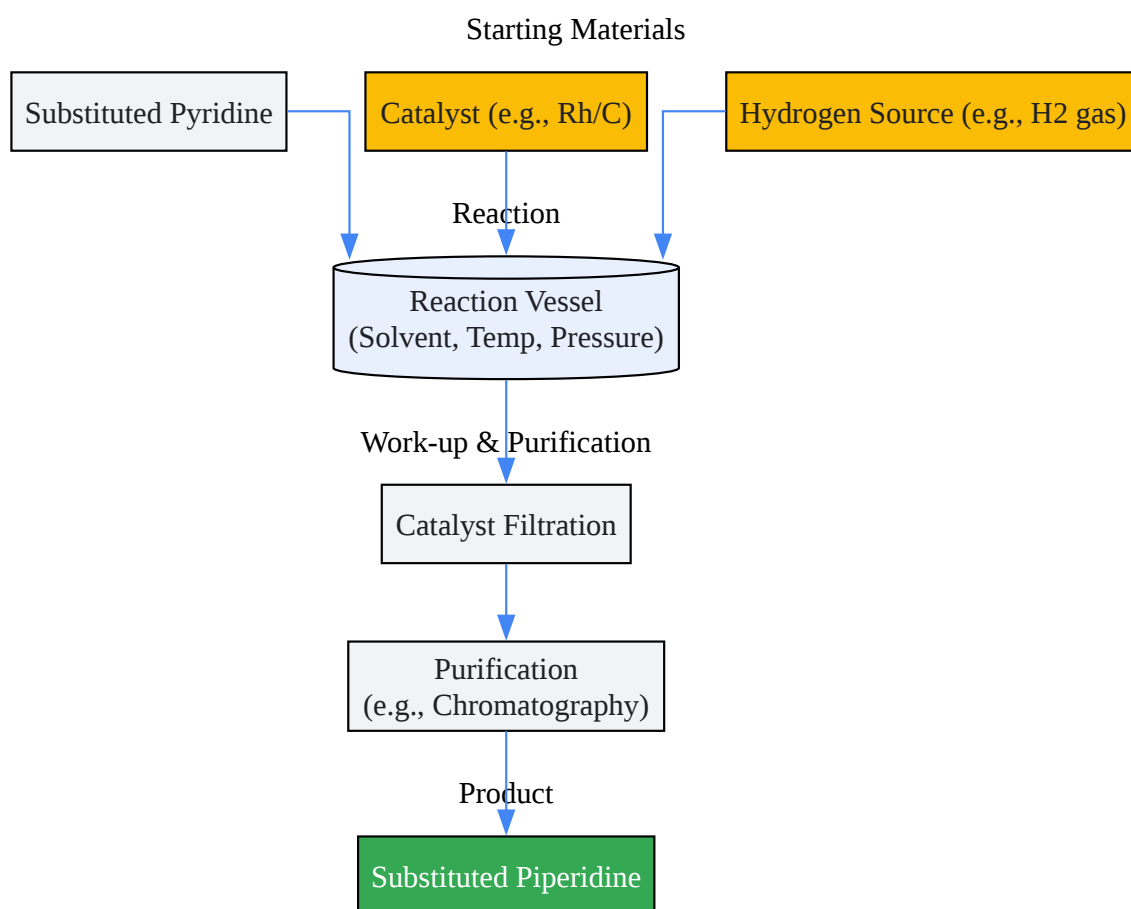 Starting Materials
Substituted Pyridine
Catalyst (e.g., Rh/C)
Hydrogen Source (e.g., H2 gas)
Reaction
Reaction Vessel
(Solvent, Temp, Pressure)
Work-up & Purification
Catalyst Filtration
Purification
(e.g., Chromatography)
Product
Substituted Piperidine